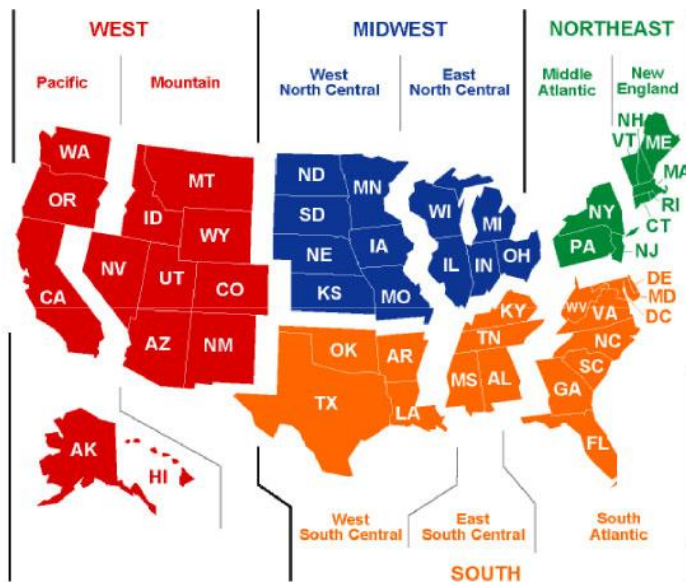 WEST
MIDWEST
NORTHEAST
Pacific
Mountain
West
North Central
East
North Central
Middle
Atlantic
New
England
WA
OR
CA
MT
ID
WY
NV
UT
CO
AZ
NM
AK
HI
ND
MN
SD
NE
IA
KS
MO
WI
MI
IL
IN
OH
NH
VT
ME
MA
RI
CT
NY
PA
NJ
OK
AR
TX
LA
KY
TN
MS
AL
DE
MD
DC
WV
VA
NC
SC
GA
FL
West
South Central
East
South Central
South
Atlantic
SOUTH